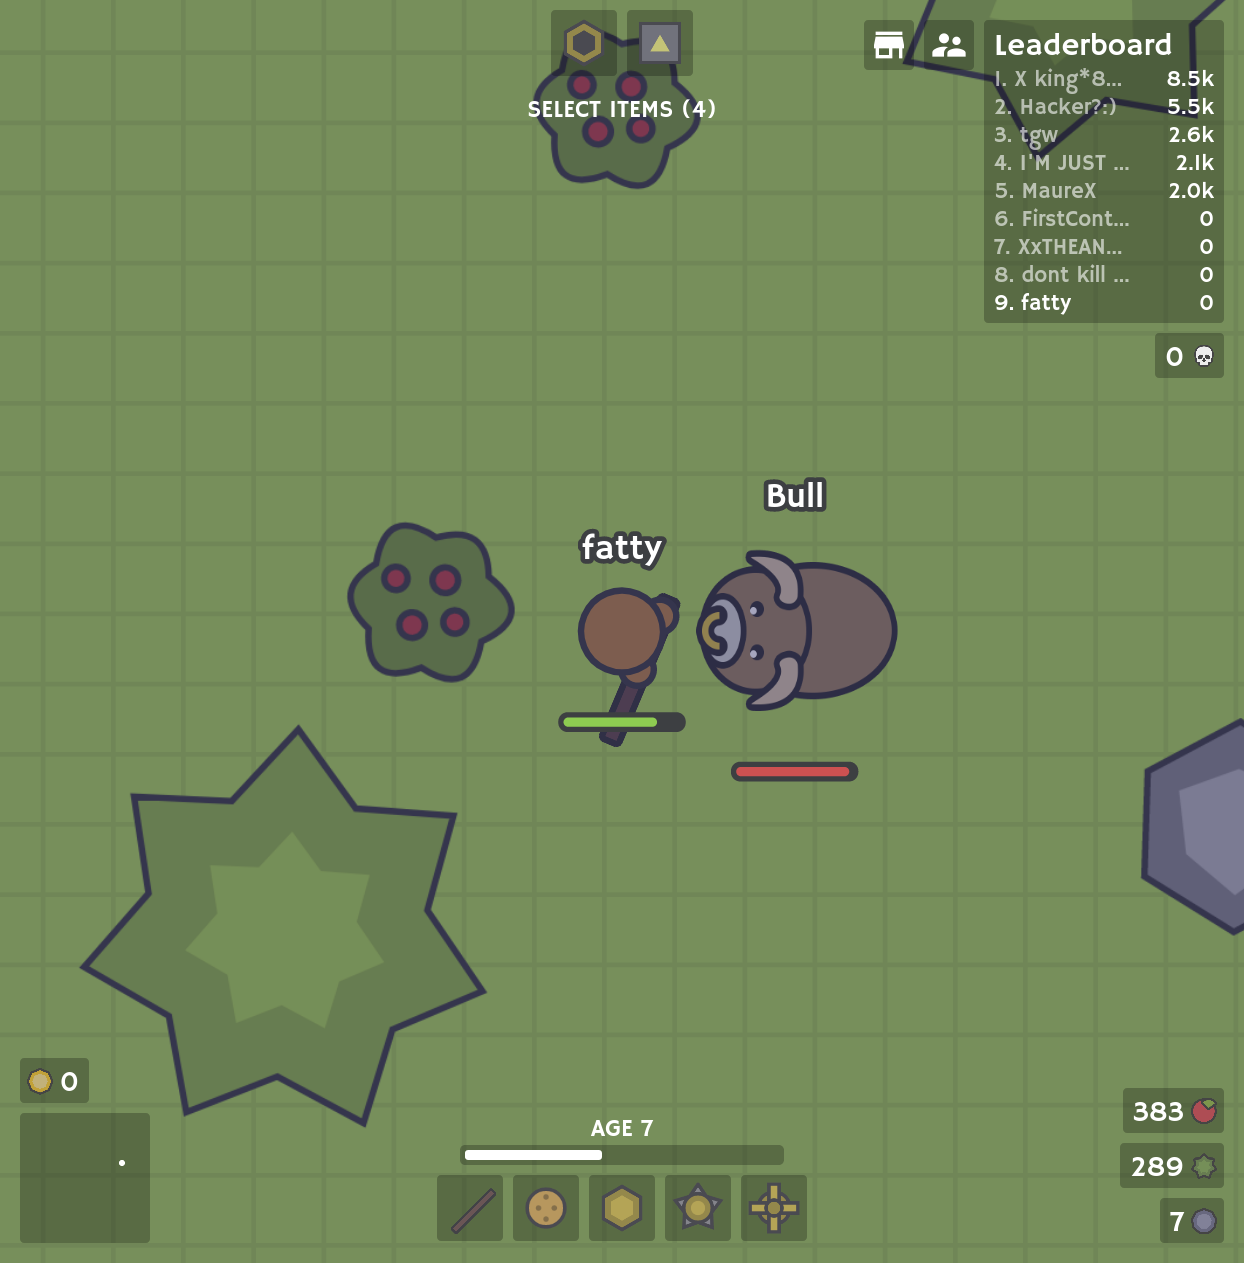 SELECT ITEMS (4)
Leaderboard
1. X king*8... 8.5k
2. Hacker?:) 5.5k
3. tgw 2.6k
4. I'M JUST ... 2.1k
5. MaureX 2.0k
6. FirstCont... 0
7. XxTHEAN... 0
8. dont kill ... 0
9. fatty 0
0
Bull
fatty
0
AGE 7
383
289
7